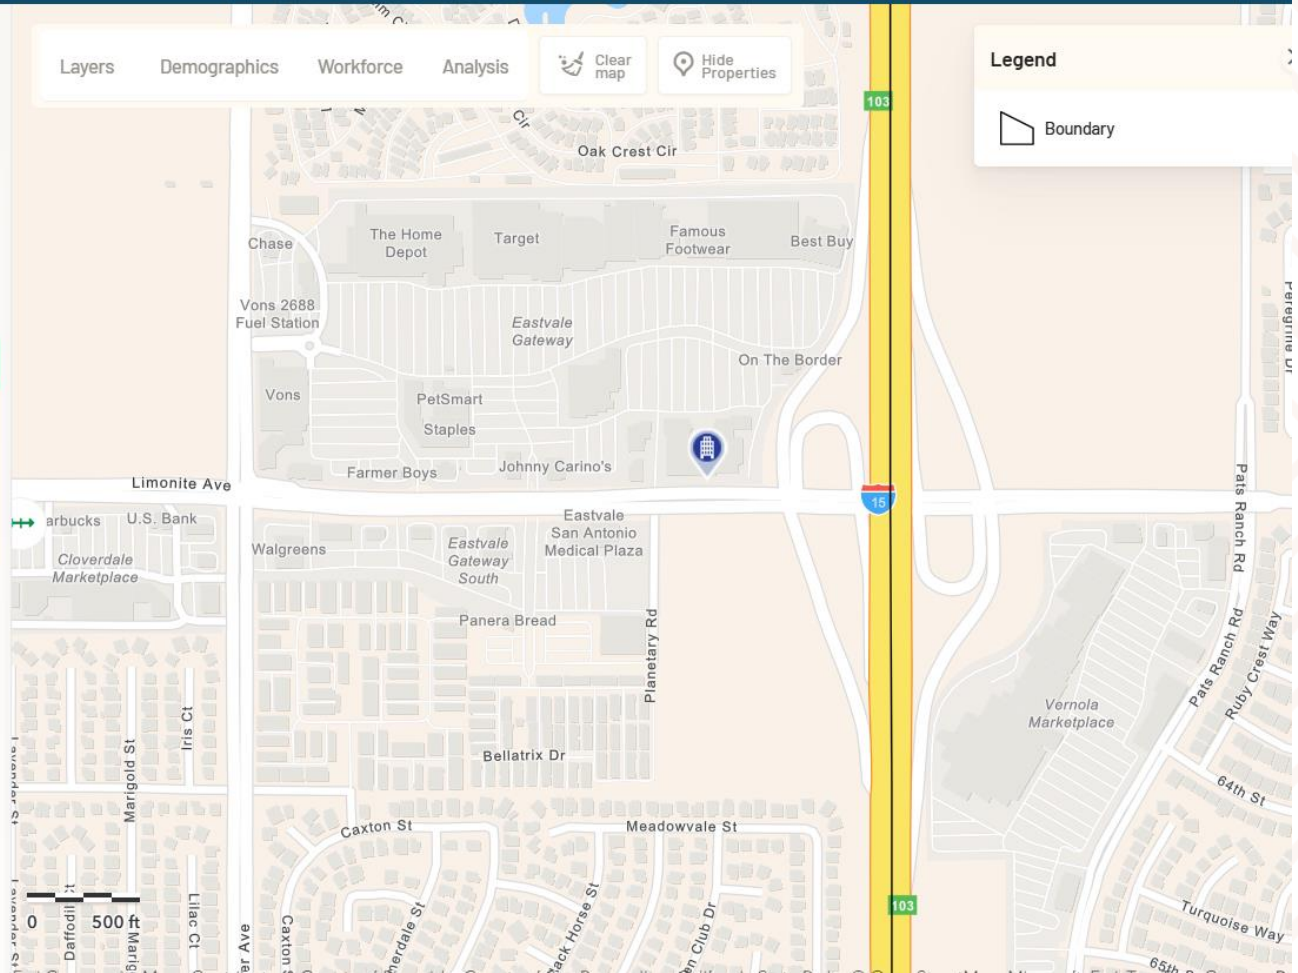 Layers
Demographics
Workforce
Analysis
Clear
map
Hide
Properties
Legend
Boundary
103
Cir
Oak Crest Cir
Chase
The Home
Depot
Target
Famous
Footwear
Best Buy
Vons 2688
Fuel Station
Eastvale
Gateway
On The Border
Peregrine Dr
Vons
PetSmart
Staples
Farmer Boys
Johnny Carino's
Limonite Ave
15
U.S. Bank
Cloverdale
Marketplace
Walgreens
Eastvale
Gateway
South
Eastvale
San Antonio
Medical Plaza
Panera Bread
Planetary Rd
Pats Ranch Rd
Pats Ranch Rd
Ruby Crest Way
Vernola
Marketplace
Iris Ct
Marigold St
Bellatrix Dr
64th St
Caxton St
Meadowvale St
0
500 ft
Lilac Ct
103
Turquoise Way
65th